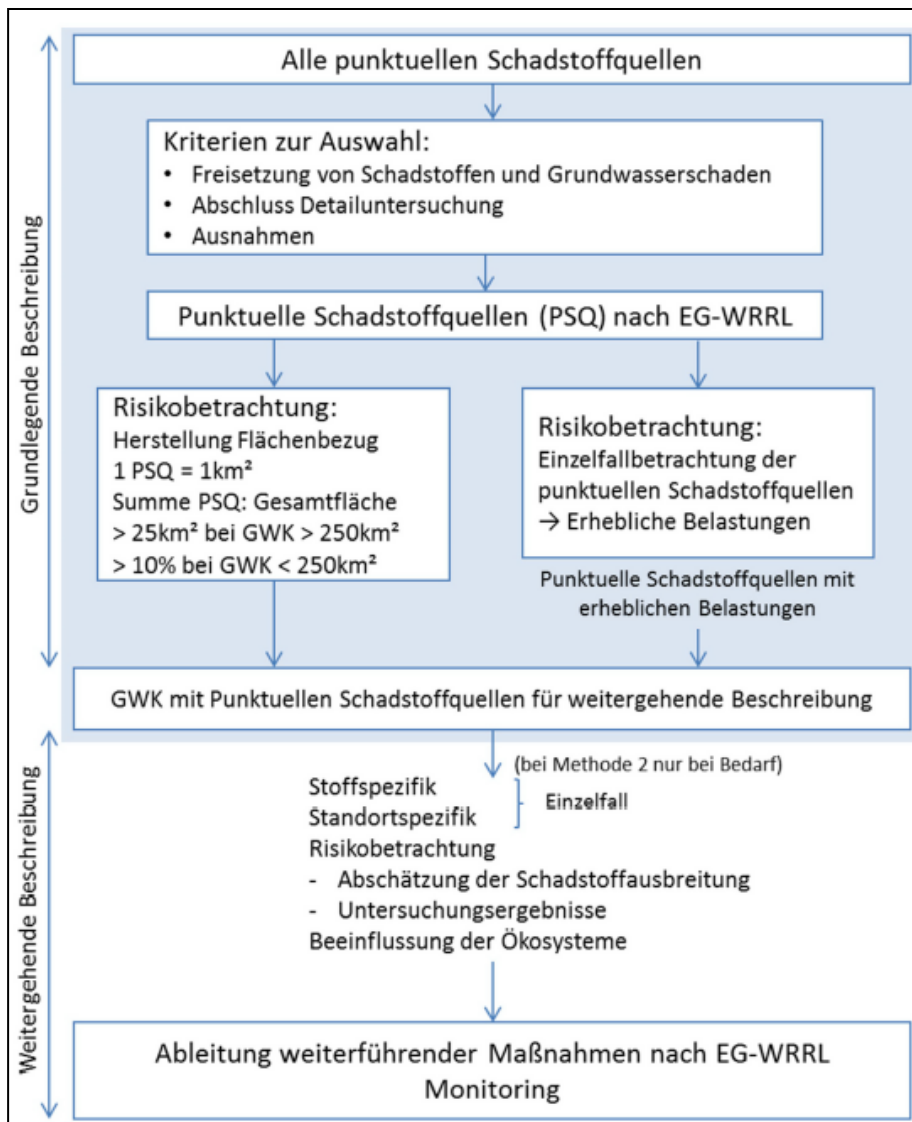 Grundlegende Beschreibung
Alle punktuellen Schadstoffquellen
Kriterien zur Auswahl:
• Freisetzung von Schadstoffen und Grundwasserschaden
• Abschluss Detailuntersuchung
• Ausnahmen
Punktuelle Schadstoffquellen (PSQ) nach EG-WRRL
Risikobetrachtung:
Herstellung Flächenbezug
1 PSQ = 1km²
Summe PSQ: Gesamtfläche
> 25km² bei GWK > 250km²
> 10% bei GWK < 250km²
Risikobetrachtung:
Einzelfallbetrachtung der
punktuellen Schadstoffquellen
→ Erhebliche Belastungen
Punktuelle Schadstoffquellen mit
erheblichen Belastungen
GWK mit Punktuellen Schadstoffquellen für weitergehende Beschreibung
Weitergehende Beschreibung
(bei Methode 2 nur bei Bedarf)
Stoffspezifik
Standortspezifik
Einzelfall
Risikobetrachtung
- Abschätzung der Schadstoffausbreitung
- Untersuchungsergebnisse
Beeinflussung der Ökosysteme
Ableitung weiterführender Maßnahmen nach EG-WRRL
Monitoring